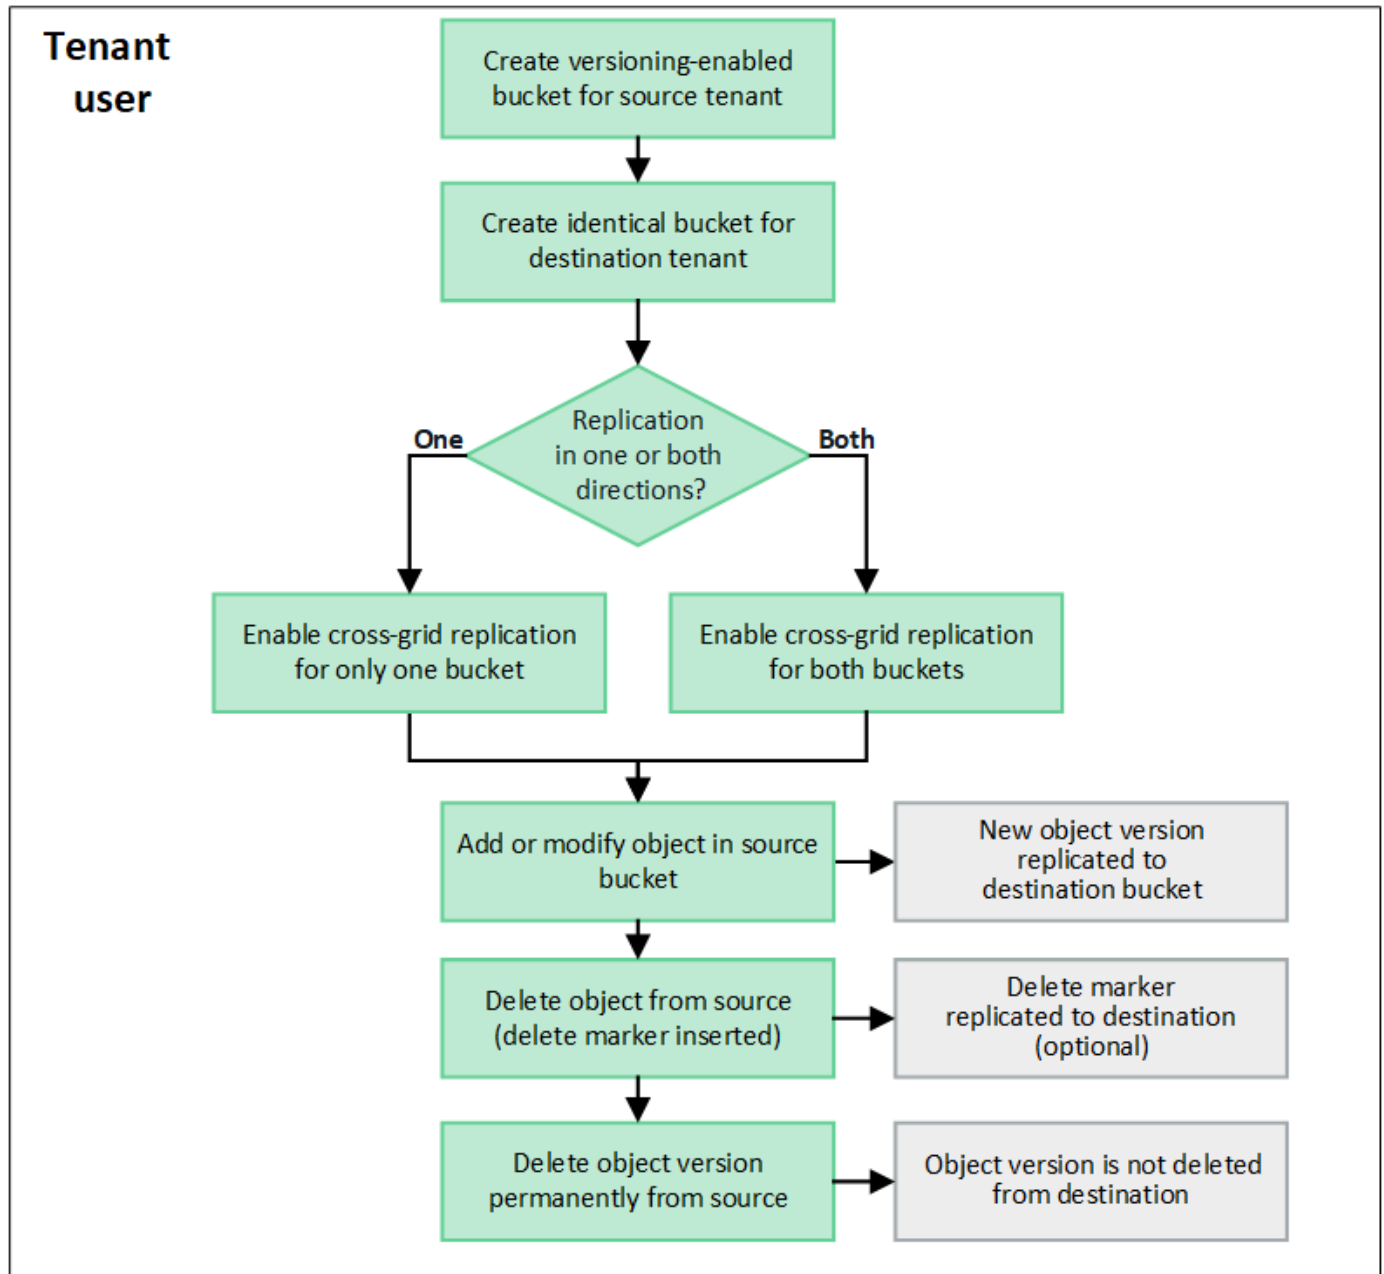 Tenant
user
Create versioning-enabled
bucket for source tenant
Create identical bucket for
destination tenant
Replication
in one or both
directions?
One
Both
Enable cross-grid replication
for only one bucket
Enable cross-grid replication
for both buckets
Add or modify object in source
bucket
New object version
replicated to
destination bucket
Delete object from source
(delete marker inserted)
Delete marker
replicated to destination
(optional)
Delete object version
permanently from source
Object version is not deleted
from destination